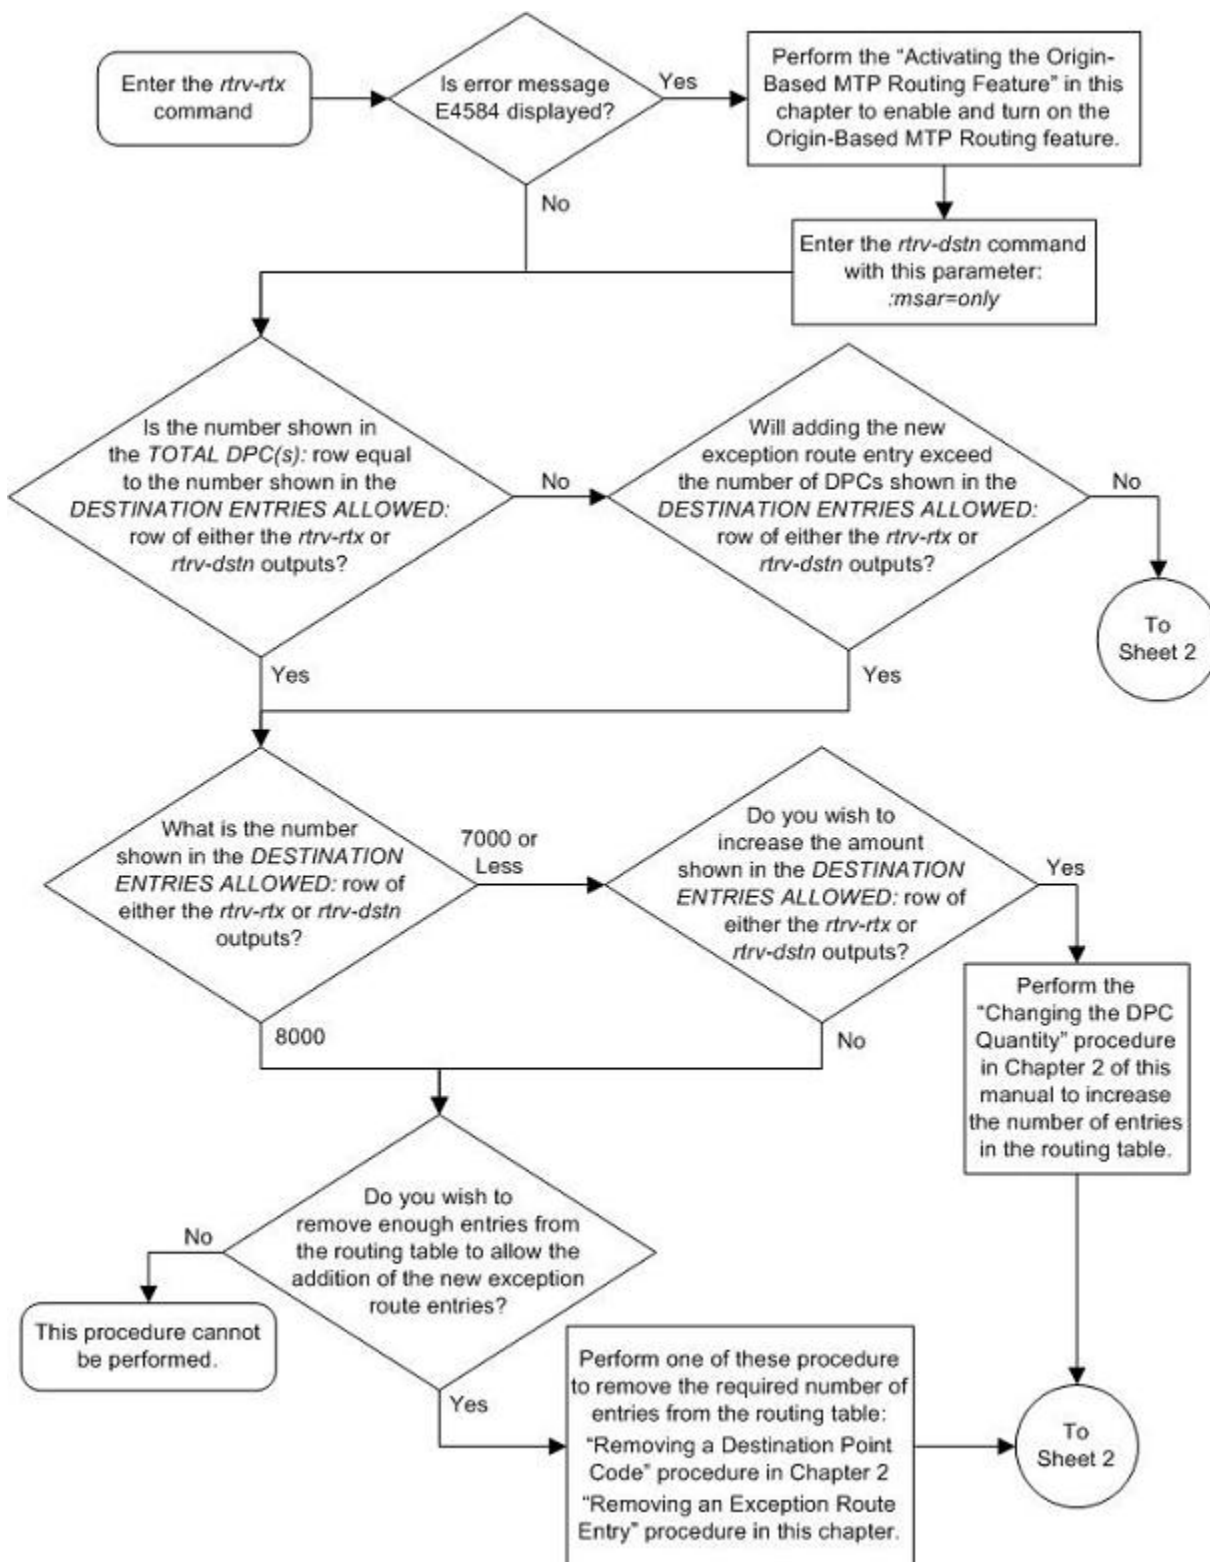 Enter the rtrv-rtx
command
Is error message
E4584 displayed?
Yes
Perform the “Activating the Origin-
Based MTP Routing Feature” in this
chapter to enable and turn on the
Origin-Based MTP Routing feature.
No
Enter the rtrv-dstn command
with this parameter:
:msar=only
Is the number shown in
the TOTAL DPC(s): row equal
to the number shown in the
DESTINATION ENTRIES ALLOWED:
row of either the rtrv-rtx or
rtrv-dstn outputs?
No
Will adding the new
exception route entry exceed
the number of DPCs shown in the
DESTINATION ENTRIES ALLOWED:
row of either the rtrv-rtx or
rtrv-dstn outputs?
No
To
Sheet 2
Yes
Yes
What is the number
shown in the DESTINATION
ENTRIES ALLOWED: row of
either the rtrv-rtx or rtrv-dstn
outputs?
7000 or
Less
Do you wish to
increase the amount
shown in the DESTINATION
ENTRIES ALLOWED: row of
either the rtrv-rtx or
rtrv-dstn outputs?
Yes
Perform the
“Changing the DPC
Quantity” procedure
in Chapter 2 of this
manual to increase
the number of entries
in the routing table.
8000
No
Do you wish to
remove enough entries from
the routing table to allow the
addition of the new exception
route entries?
No
This procedure cannot
be performed.
Yes
Perform one of these procedure
to remove the required number of
entries from the routing table:
“Removing a Destination Point
Code” procedure in Chapter 2
“Removing an Exception Route
Entry” procedure in this chapter.
To
Sheet 2